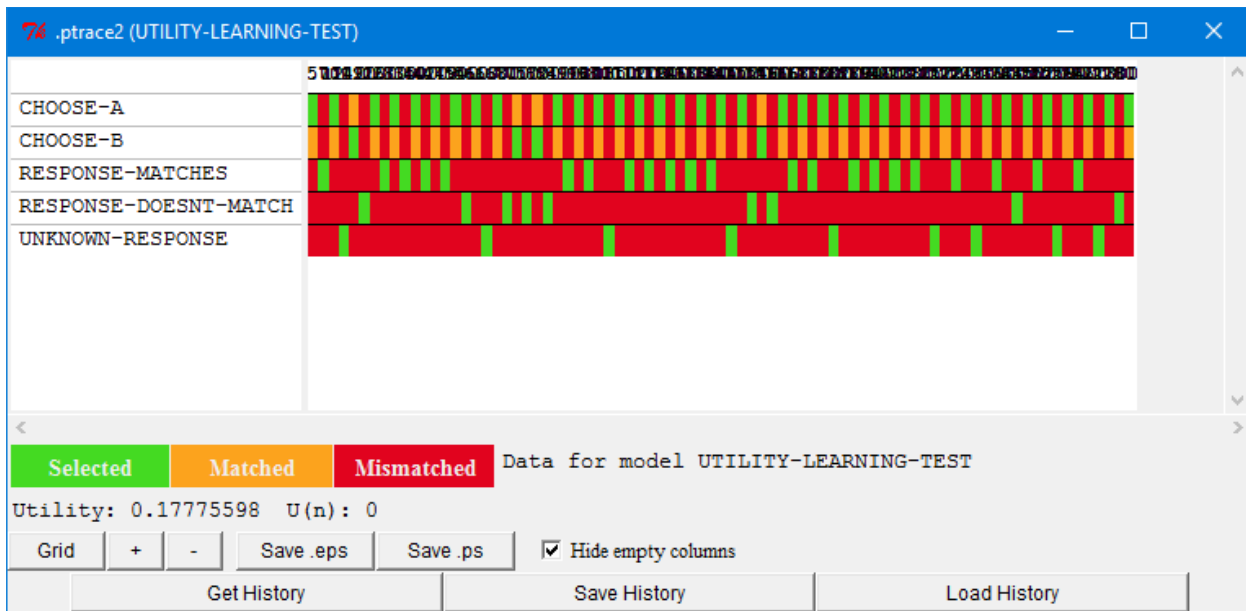 .ptrace2 (UTILITY-LEARNING-TEST)
CHOOSE-A
CHOOSE-B
RESPONSE-MATCHES
RESPONSE-DOESNT-MATCH
UNKNOWN-RESPONSE
Selected Matched Mismatched Data for model UTILITY-LEARNING-TEST
Utility: 0.17775598 U(n): 0
Grid + - Save .eps Save .ps Hide empty columns
Get History Save History Load History